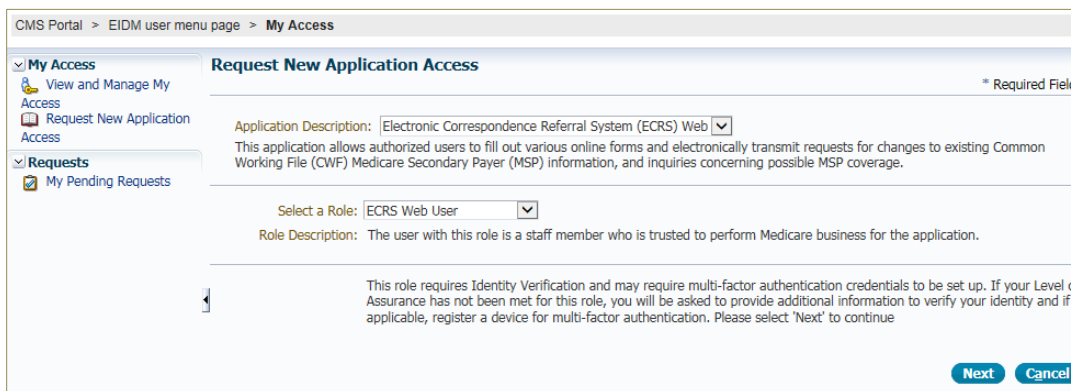 CMS Portal > EIDM user menu page > My Access
My Access
View and Manage My
Access
Request New Application
Access
Requests
My Pending Requests
Request New Application Access
* Required Field
Application Description: Electronic Correspondence Referral System (ECRS) Web
This application allows authorized users to fill out various online forms and electronically transmit requests for changes to existing Common
Working File (CWF) Medicare Secondary Payer (MSP) information, and inquiries concerning possible MSP coverage.
Select a Role: ECRS Web User
Role Description: The user with this role is a staff member who is trusted to perform Medicare business for the application.
This role requires Identity Verification and may require multi-factor authentication credentials to be set up. If your Level o
Assurance has not been met for this role, you will be asked to provide additional information to verify your identity and if
applicable, register a device for multi-factor authentication. Please select 'Next' to continue
Next Cancel